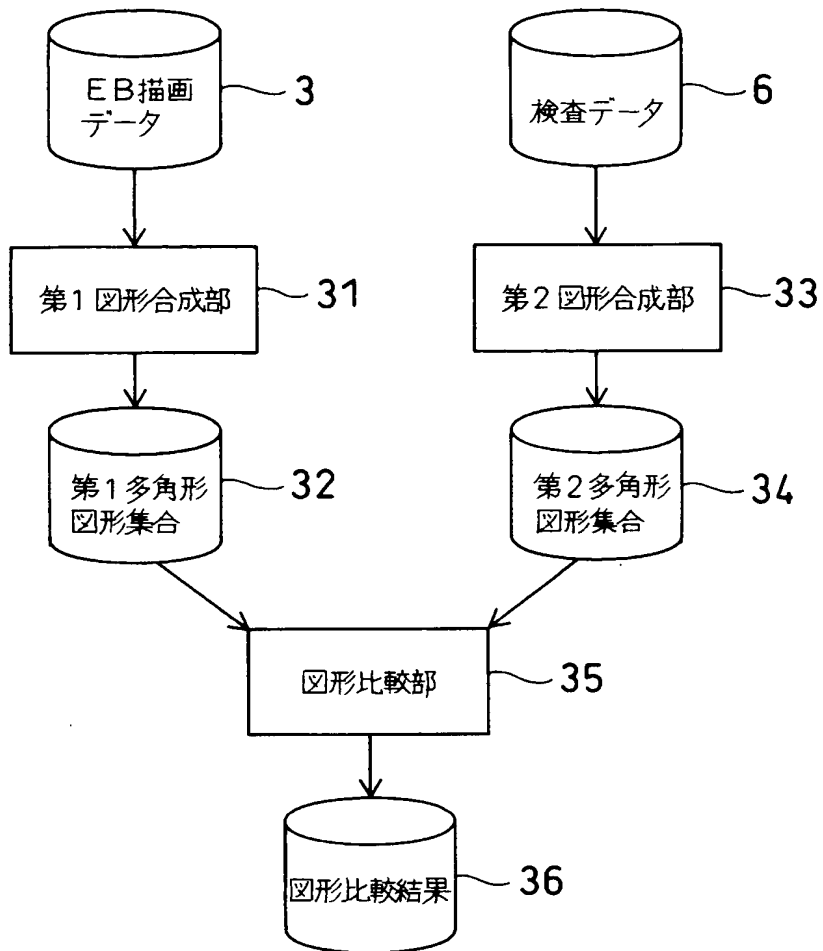 EB描画
データ
3
検査データ
6
第1図形合成部
31
第2図形合成部
33
第1多角形
図形集合
32
第2多角形
図形集合
34
図形比較部
35
図形比較結果
36